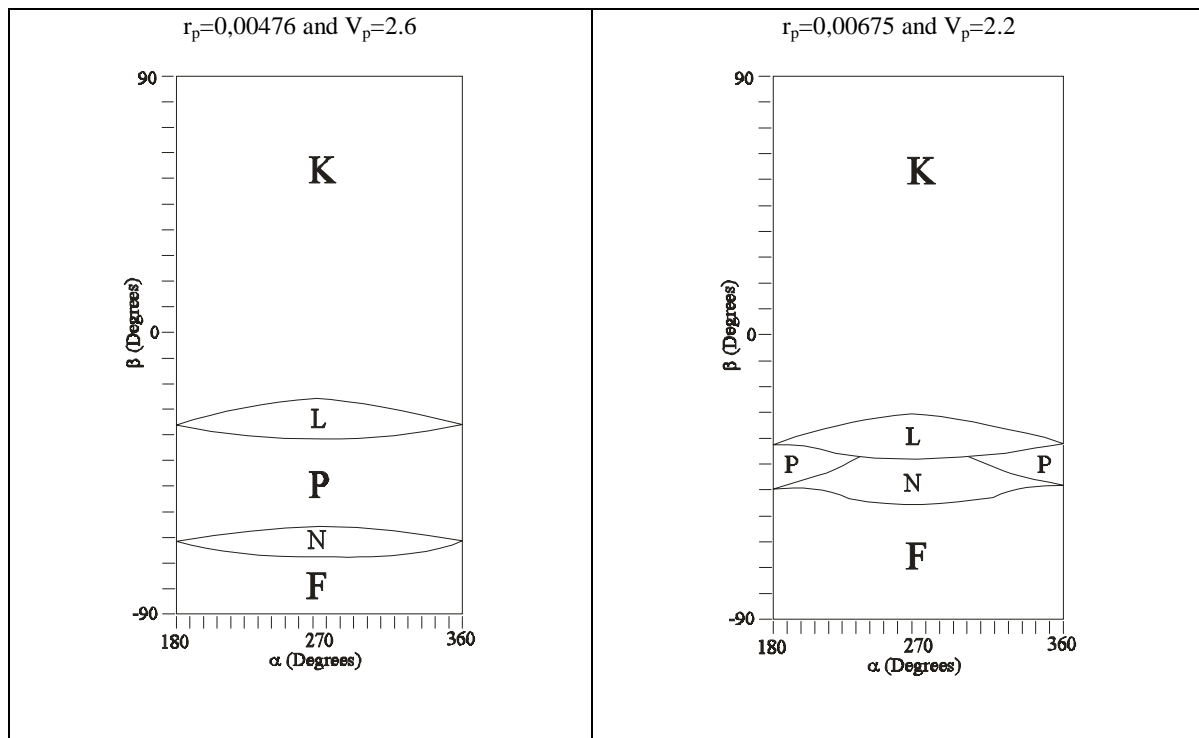 r_p=0,00476 and V_p=2.6
90
K
β (Degrees)
0
L
P
N
F
-90
180
270
360
α (Degrees)
r_p=0,00675 and V_p=2.2
90
K
β (Degrees)
0
L
P
P
N
F
-90
180
270
360
α (Degrees)